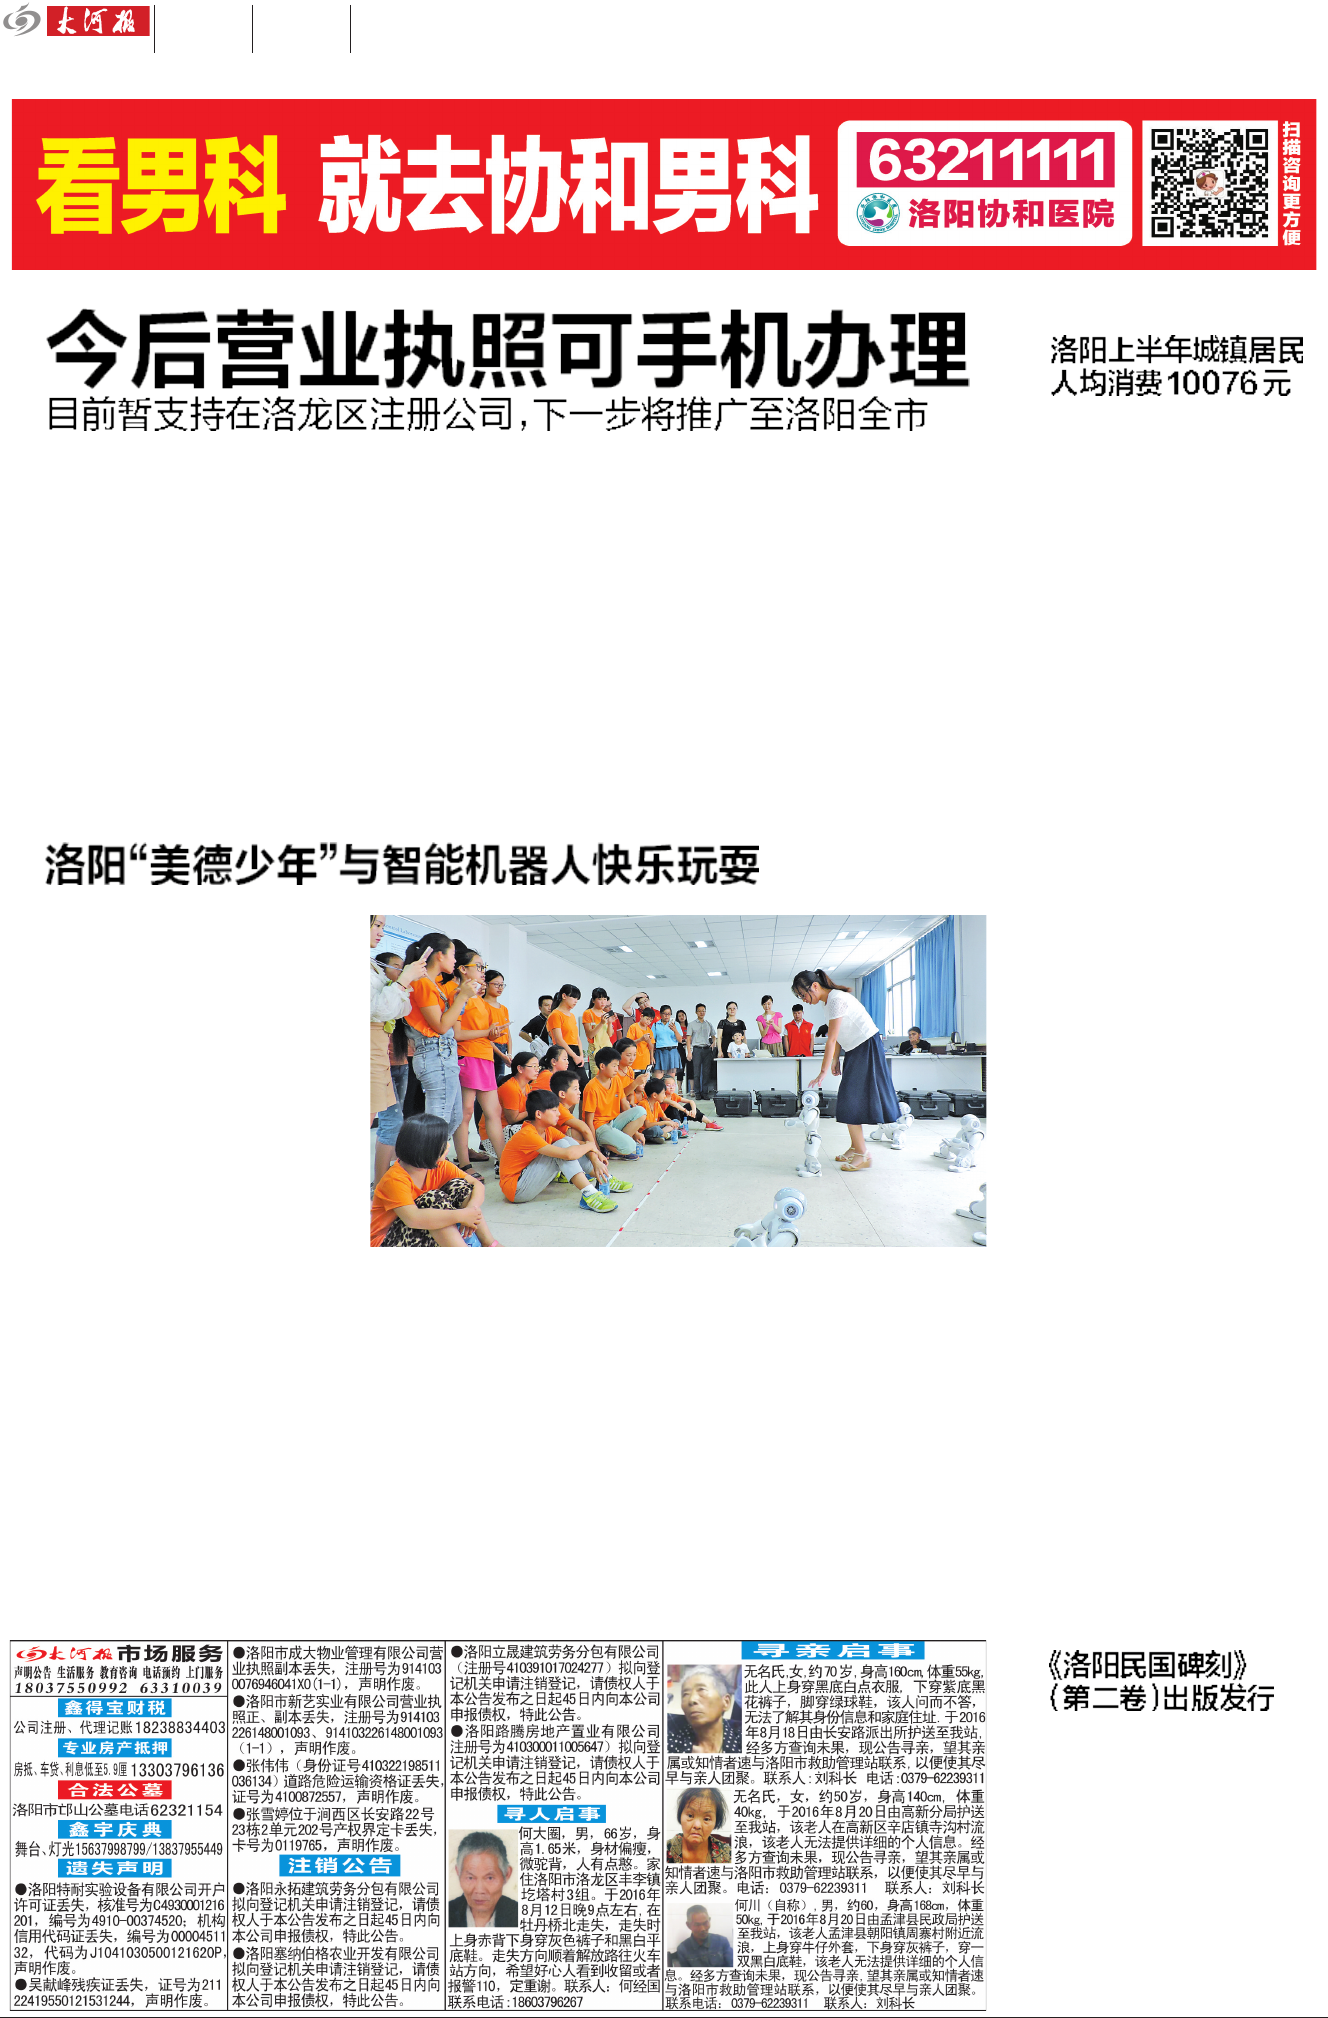 大河报
看男科 就去协和男科
63211111
洛阳协和医院
扫描咨询更方便
今后营业执照可手机办理
目前暂支持在洛龙区注册公司,下一步将推广至洛阳全市
洛阳上半年城镇居民
人均消费10076元
洛阳“美德少年”与智能机器人快乐玩耍
大河报 市场服务
声明公告 生活服务 教育咨询 电话预约 上门服务
18037550992 63310039
鑫得宝财税
公司注册、代理记账18238834403
专业房产抵押
房抵、车贷、利息低至5.9厘 13303796136
合法公墓
洛阳市邙山公墓电话62321154
鑫宇庆典
舞台、灯光15637998799/13837955449
遗失声明
●洛阳特耐实验设备有限公司开户
许可证丢失，核准号为C4930001216
201，编号为4910-00374520；机构
信用代码证丢失，编号为00004511
32，代码为J1041030500121620P，
声明作废。
●吴献峰残疾证丢失，证号为211
22419550121531244，声明作废。
●洛阳市成大物业管理有限公司营
业执照副本丢失，注册号为914103
0076946041X0(1-1)，声明作废。
●洛阳市新艺实业有限公司营业执
照正、副本丢失，注册号为914103
226148001093、914103226148001093
（1-1），声明作废。
●张伟伟（身份证号410322198511
036134）道路危险运输资格证丢失，
证号为4100872557，声明作废。
●张雪婷位于涧西区长安路22号
23栋2单元202号产权界定卡丢失，
卡号为0119765，声明作废。
注销公告
●洛阳永拓建筑劳务分包有限公司
拟向登记机关申请注销登记，请债
权人于本公告发布之日起45日内向
本公司申报债权，特此公告。
●洛阳塞纳伯格农业开发有限公司
拟向登记机关申请注销登记，请债
权人于本公告发布之日起45日内向
本公司申报债权，特此公告。
●洛阳立晟建筑劳务分包有限公司
（注册号410391017024277）拟向登
记机关申请注销登记，请债权人于
本公告发布之日起45日内向本公司
申报债权，特此公告。
●洛阳路腾房地产置业有限公司
注册号为410300011005647）拟向登
记机关申请注销登记，请债权人于
本公告发布之日起45日内向本公司
申报债权，特此公告。
寻人启事
何大圈，男，66岁，身
高1.65米，身材偏瘦，
微驼背，人有点憨。家
住洛阳市洛龙区丰李镇
圪塔村3组。于2016年
8月12日晚9点左右,在
牡丹桥北走失，走失时
上身赤背下身穿灰色裤子和黑白平
底鞋。走失方向顺着解放路往火车
站方向，希望好心人看到收留或者
报警110，定重谢。联系人：何经国
联系电话:18603796267
寻亲启事
无名氏,女,约70岁,身高160cm,体重55kg,
此人上身穿黑底白点衣服，下穿紫底黑
花裤子，脚穿绿球鞋，该人问而不答，
无法了解其身份信息和家庭住址.于2016
年8月18日由长安路派出所护送至我站,
经多方查询未果，现公告寻亲，望其亲
属或知情者速与洛阳市救助管理站联系,以便使其尽
早与亲人团聚。联系人:刘科长 电话:0379-62239311
无名氏，女，约50岁，身高140cm，体重
40kg，于2016年8月20日由高新分局护送
至我站，该老人在高新区辛店镇寺沟村流
浪，该老人无法提供详细的个人信息。经
多方查询未果，现公告寻亲，望其亲属或
知情者速与洛阳市救助管理站联系，以便使其尽早与
亲人团聚。电话：0379-62239311 联系人：刘科长
何川（自称）,男，约60，身高168cm，体重
50kg,于2016年8月20日由孟津县民政局护送
至我站，该老人孟津县朝阳镇周寨村附近流
浪，上身穿牛仔外套，下身穿灰裤子，穿一
双黑白底鞋，该老人无法提供详细的个人信
息。经多方查询未果，现公告寻亲,望其亲属或知情者速
与洛阳市救助管理站联系，以便使其尽早与亲人团聚。
联系电话：0379-62239311 联系人：刘科长
《洛阳民国碑刻》
(第二卷)出版发行